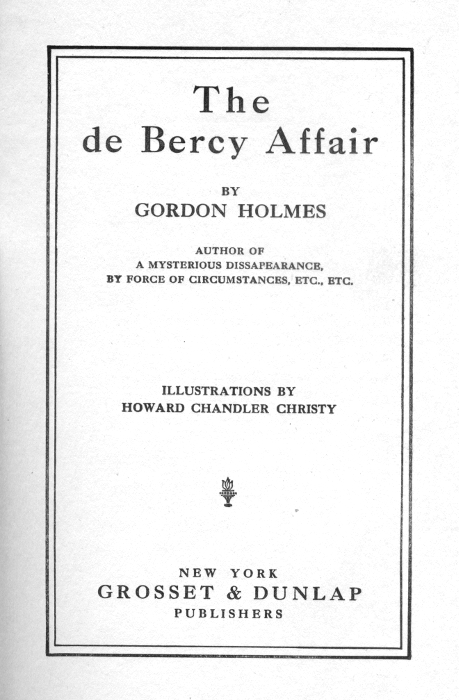 The
de Bercy Affair
BY
GORDON HOLMES
AUTHOR OF
A MYSTERIOUS DISSAPEARANCE,
BY FORCE OF CIRCUMSTANCES, ETC., ETC.
ILLUSTRATIONS BY
HOWARD CHANDLER CHRISTY
NEW YORK
GROSSET & DUNLAP
PUBLISHERS